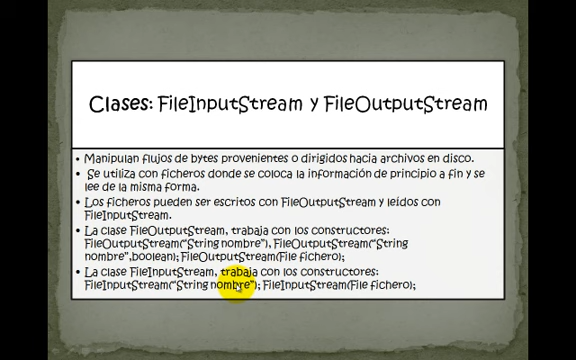 Clases: FileInputStream y FileOutputStream
• Manipulan flujos de bytes provenientes o dirigidos hacia archivos en disco.
• Se utiliza con ficheros donde se coloca la información de principio a fin y se
lee de la misma forma.
• Los ficheros pueden ser escritos con FileOutputStream y leídos con
FileInputStream.
• La clase FileOutputStream, trabaja con los constructores:
FileOutputStream("String nombre"), FileOutputStream("String
nombre",boolean); FileOutputStream(File fichero);
• La clase FileInputStream, trabaja con los constructores:
FileInputStream("String nombre"); FileInputStream(File fichero);